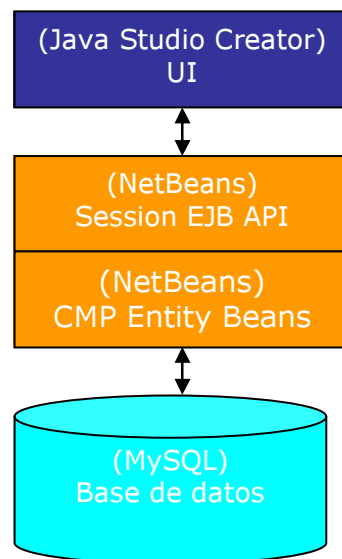 (Java Studio Creator)
UI
(NetBeans)
Session EJB API
(NetBeans)
CMP Entity Beans
(MySQL)
Base de datos